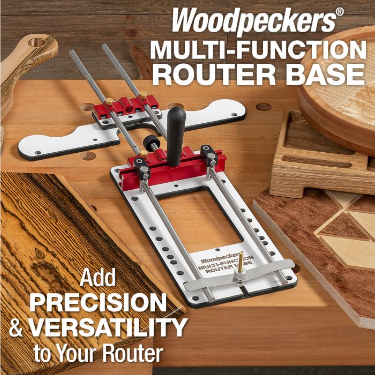 Woodpeckers®
MULTI-FUNCTION
ROUTER BASE
Woodpeckers®
MULTI-FUNCTION
ROUTER BASE
Add
PRECISION
& VERSATILITY
to Your Router